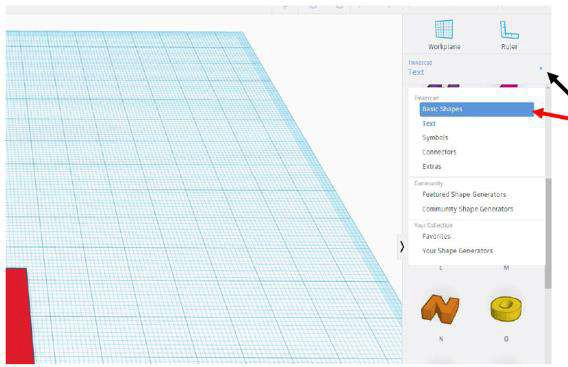 Workplane Ruler
Tinkercad
Text
Tinkercad
Basic Shapes
Text
Symbols
Connectors
Extras
Community
Featured Shape Generators
Community Shape Generators
Your Collection
Favorites
Your Shape Generators
L M
N O